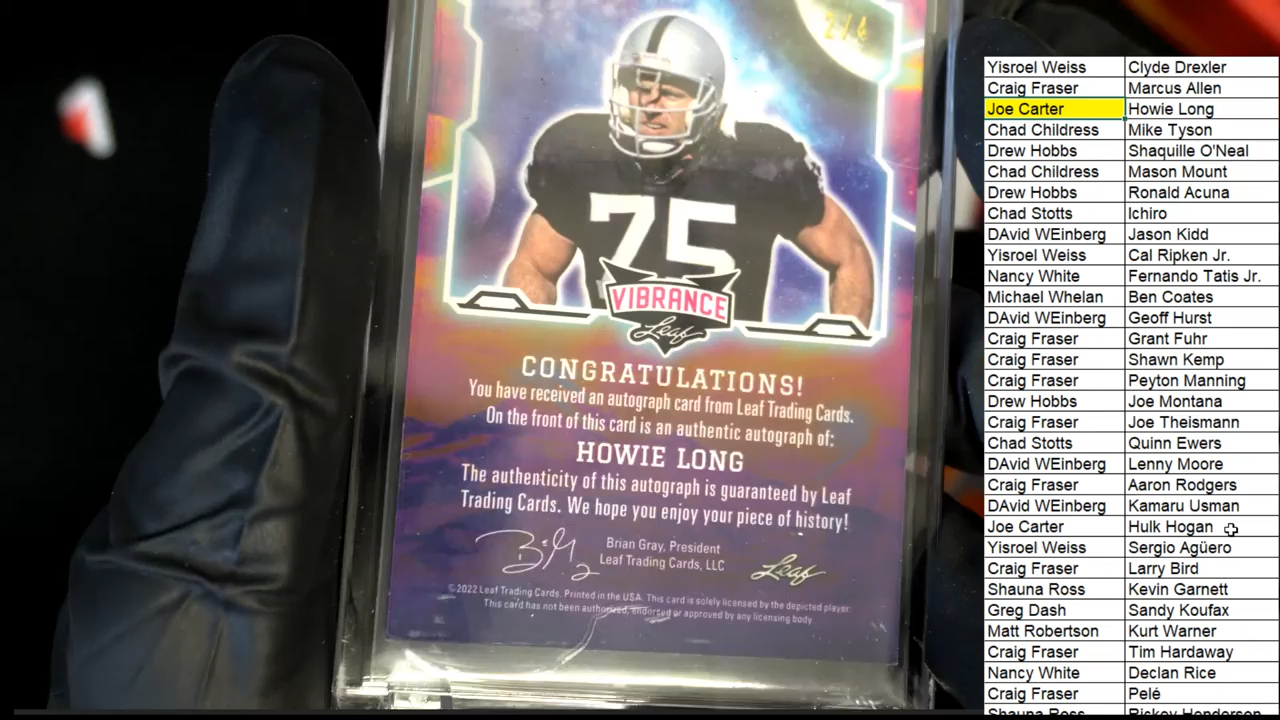 2/4
75
VIBRANCE
Leaf
CONGRATULATIONS!
You have received an autograph card from Leaf Trading Cards.
On the front of this card is an authentic autograph of:
HOWIE LONG
The authenticity of this autograph is guaranteed by Leaf
Trading Cards. We hope you enjoy your piece of history!
Brian Gray, President
Leaf Trading Cards, LLC
Leaf
©2022 Leaf Trading Cards. Printed in the USA. This card is solely licensed by the depicted player.
This card has not been authorized, endorsed or approved by any licensing body
Yisroel Weiss Clyde Drexler
Craig Fraser Marcus Allen
Joe Carter Howie Long
Chad Childress Mike Tyson
Drew Hobbs Shaquille O'Neal
Chad Childress Mason Mount
Drew Hobbs Ronald Acuna
Chad Stotts Ichiro
DAvid WEinberg Jason Kidd
Yisroel Weiss Cal Ripken Jr.
Nancy White Fernando Tatis Jr.
Michael Whelan Ben Coates
DAvid WEinberg Geoff Hurst
Craig Fraser Grant Fuhr
Craig Fraser Shawn Kemp
Craig Fraser Peyton Manning
Drew Hobbs Joe Montana
Craig Fraser Joe Theismann
Chad Stotts Quinn Ewers
DAvid WEinberg Lenny Moore
Craig Fraser Aaron Rodgers
DAvid WEinberg Kamaru Usman
Joe Carter Hulk Hogan
Yisroel Weiss Sergio Agüero
Craig Fraser Larry Bird
Shauna Ross Kevin Garnett
Greg Dash Sandy Koufax
Matt Robertson Kurt Warner
Craig Fraser Tim Hardaway
Nancy White Declan Rice
Craig Fraser Pelé
Shauna Ross Rickey Henderson